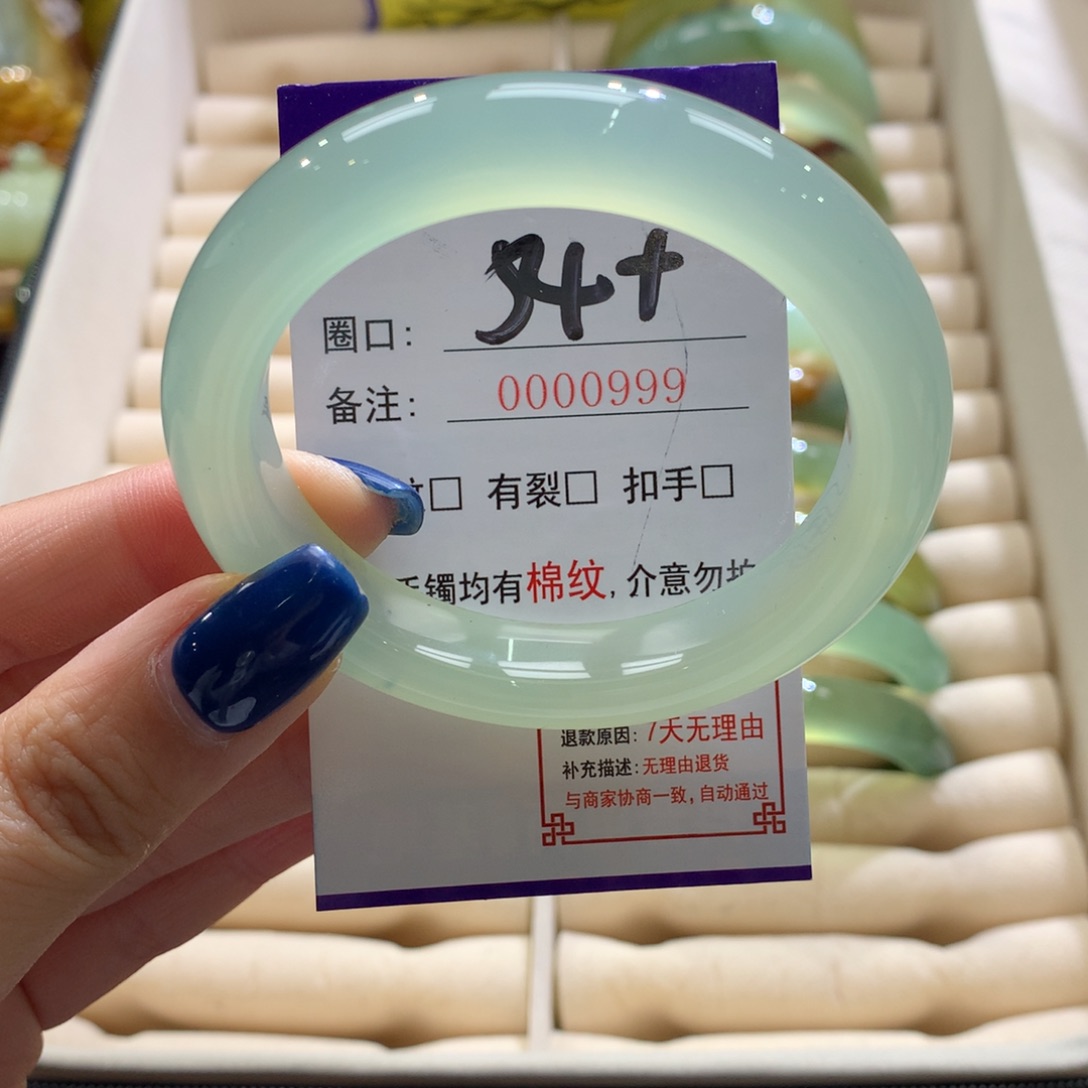 圈口: 54+
备注: 0000999
纹□ 有裂□ 扣手□
镯均有棉纹, 介意勿拍
退款原因: 7天无理由
补充描述: 无理由退货
与商家协商一致, 自动通过